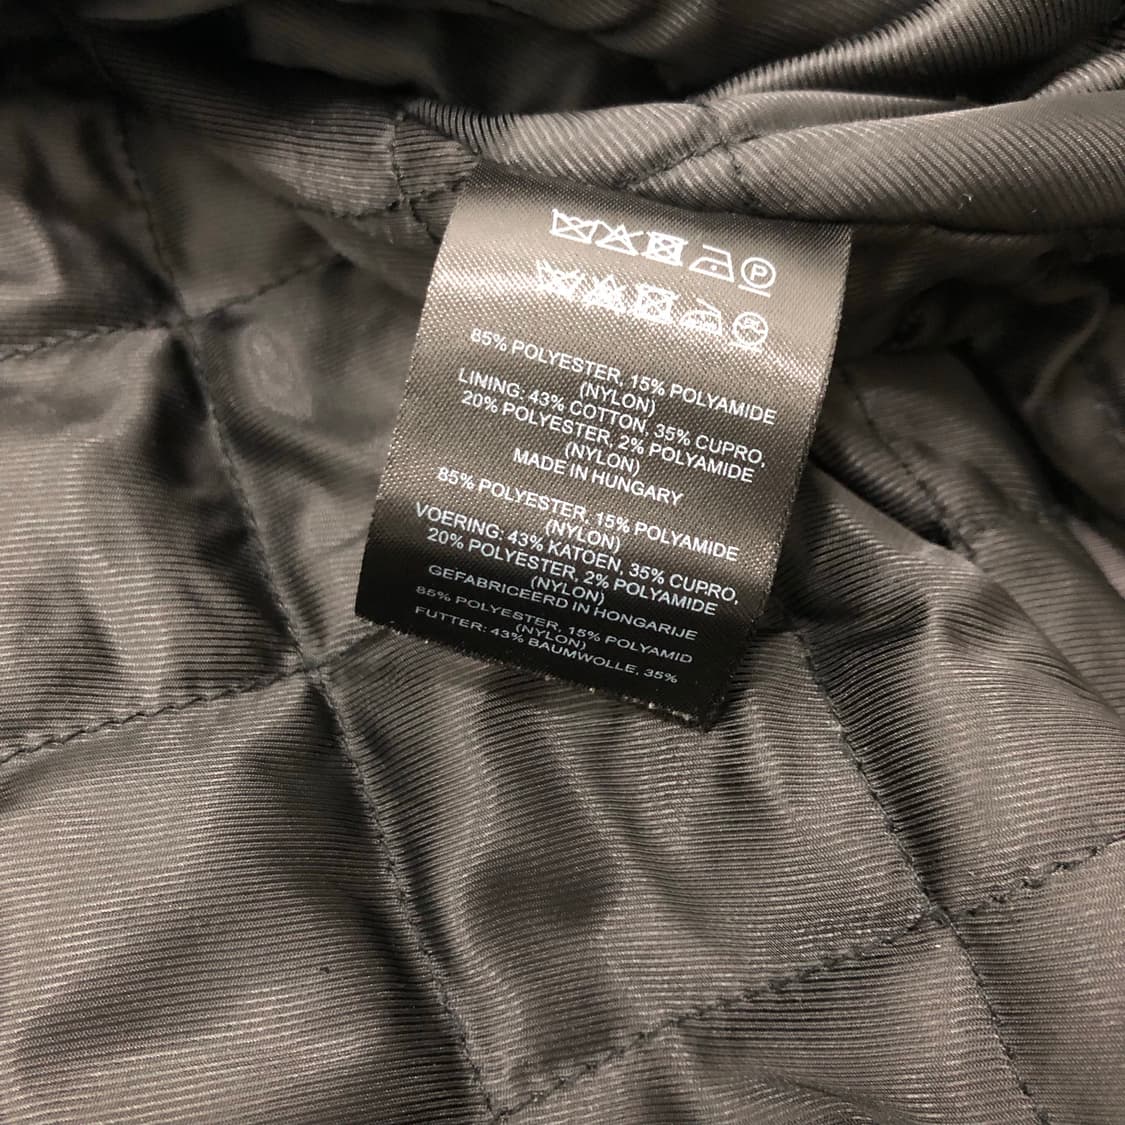 P
85% POLYESTER, 15% POLYAMIDE
(NYLON)
LINING: 43% COTTON, 35% CUPRO,
20% POLYESTER, 2% POLYAMIDE
(NYLON)
MADE IN HUNGARY
85% POLYESTER, 15% POLYAMIDE
(NYLON)
VOERING: 43% KATOEN, 35% CUPRO,
20% POLYESTER, 2% POLYAMIDE
(NYLON)
GEFABRICEERD IN HONGARIJE
85% POLYESTER, 15% POLYAMID
(NYLON)
FUTTER: 43% BAUMWOLLE, 35%